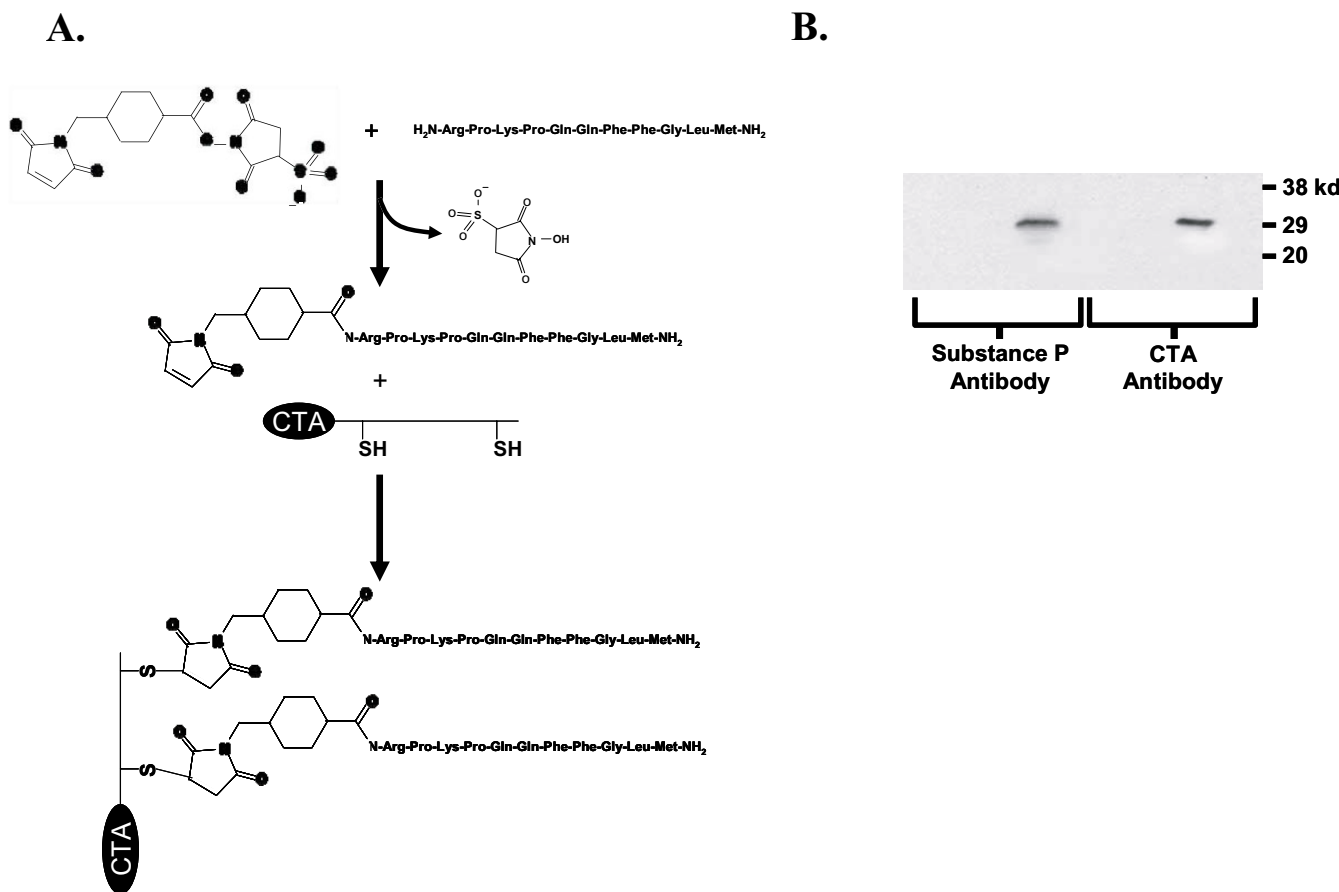 A.
B.
O
O
N
O
O
N
O
O
O
S
O
O
O⁻
+
H₂N-Arg-Pro-Lys-Pro-Gln-Gln-Phe-Phe-Gly-Leu-Met-NH₂
O⁻
O
S
O
O
N
OH
O
O
O
N
O
N-Arg-Pro-Lys-Pro-Gln-Gln-Phe-Phe-Gly-Leu-Met-NH₂
+
CTA
SH
SH
O
O
N
N-Arg-Pro-Lys-Pro-Gln-Gln-Phe-Phe-Gly-Leu-Met-NH₂
S
O
O
O
N
N-Arg-Pro-Lys-Pro-Gln-Gln-Phe-Phe-Gly-Leu-Met-NH₂
S
O
CTA
38 kd
29
20
Substance P
Antibody
CTA
Antibody